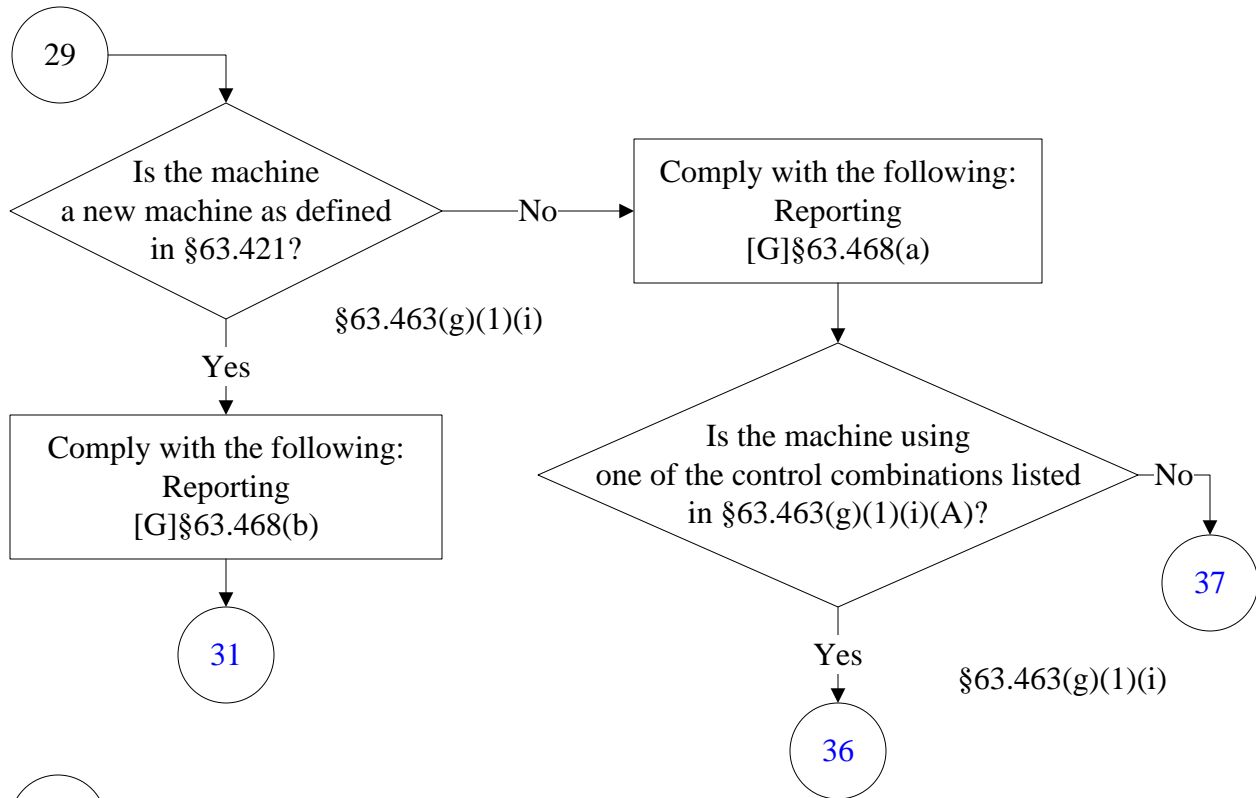 29
Is the machine
a new machine as defined
in §63.421?
No
Comply with the following:
Reporting
[G]§63.468(a)
§63.463(g)(1)(i)
Yes
Comply with the following:
Reporting
[G]§63.468(b)
31
Is the machine using
one of the control combinations listed
in §63.463(g)(1)(i)(A)?
No
37
Yes
§63.463(g)(1)(i)
36